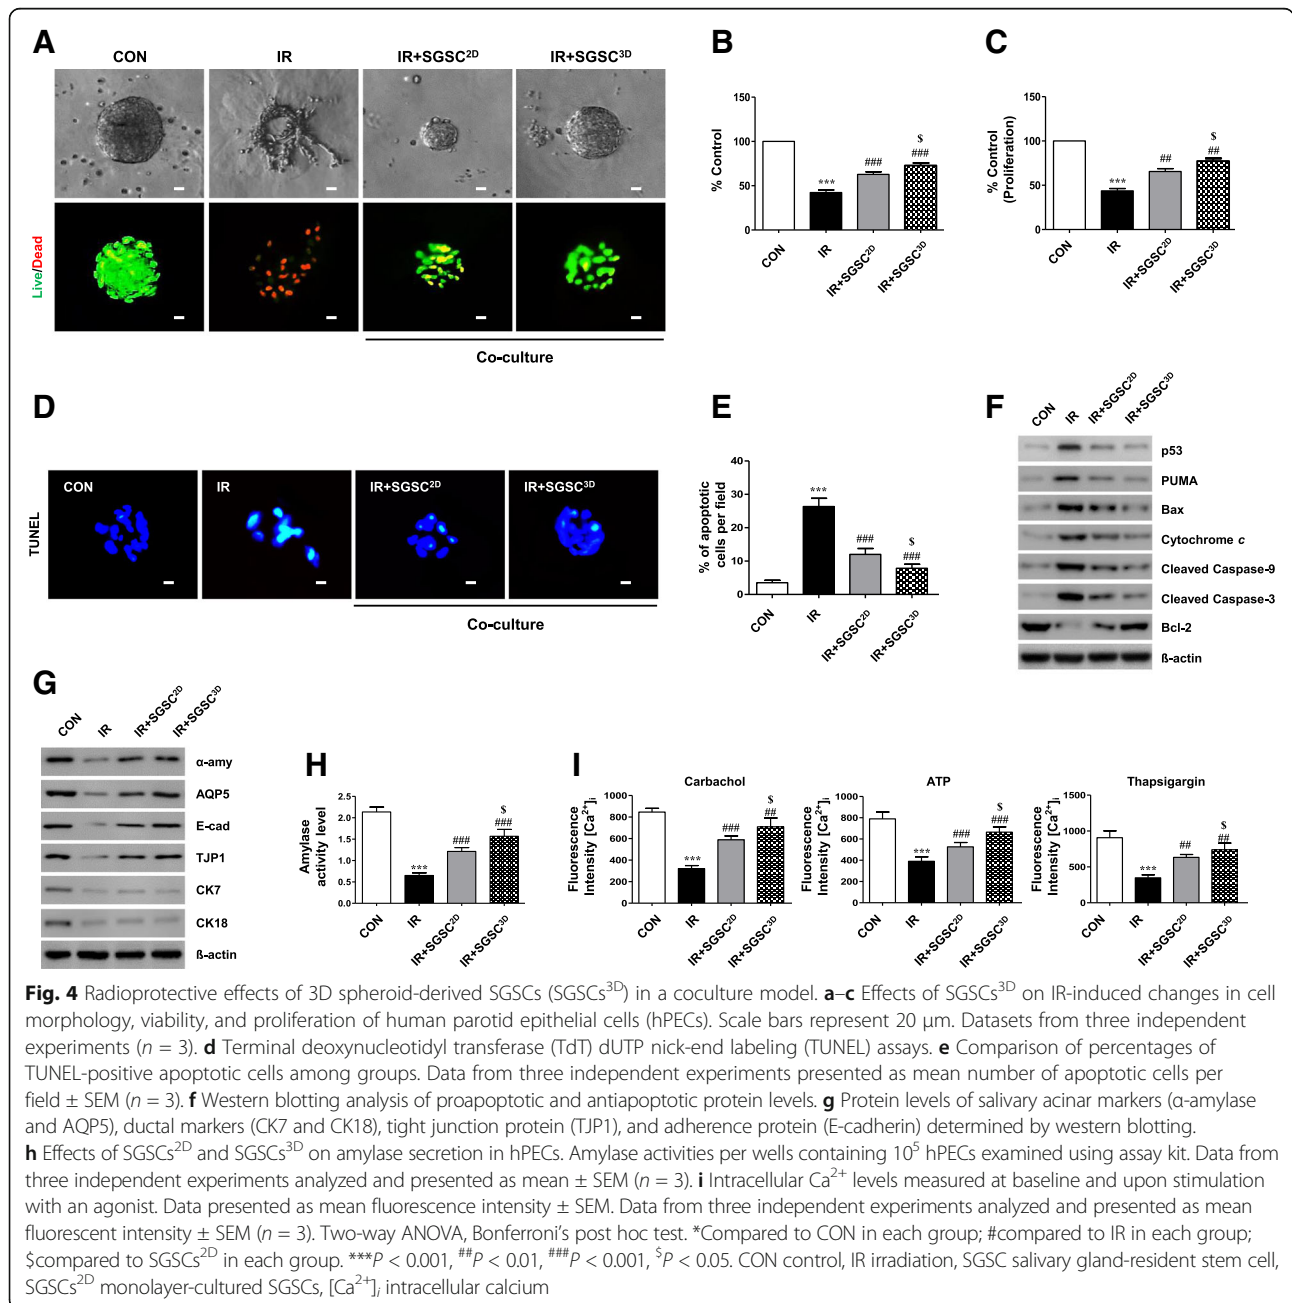 A
CON
IR
IR+SGSC2D
IR+SGSC3D
Live/Dead
Co-culture
B
% Control
150
100
50
0
***
###
$
###
CON
IR
IR+SGSC2D
IR+SGSC3D
C
% Control
(Proliferation)
150
100
50
0
***
##
$
##
CON
IR
IR+SGSC2D
IR+SGSC3D
D
TUNEL
CON
IR
IR+SGSC2D
IR+SGSC3D
Co-culture
E
% of apoptotic
cells per field
40
30
20
10
0
***
###
$
###
CON
IR
IR+SGSC2D
IR+SGSC3D
F
CON
IR
IR+SGSC2D
IR+SGSC3D
p53
PUMA
Bax
Cytochrome c
Cleaved Caspase-9
Cleaved Caspase-3
Bcl-2
ß-actin
G
CON
IR
IR+SGSC2D
IR+SGSC3D
α-amy
AQP5
E-cad
TJP1
CK7
CK18
ß-actin
H
Amylase
activity level
2.5
2.0
1.5
1.0
0.5
0.0
***
###
$
###
CON
IR
IR+SGSC2D
IR+SGSC3D
I
Carbachol
Fluorescence
Intensity [Ca2+]i
1000
800
600
400
200
0
***
###
$
##
CON
IR
IR+SGSC2D
IR+SGSC3D
ATP
Fluorescence
Intensity [Ca2+]i
1000
800
600
400
200
0
***
###
$
###
CON
IR
IR+SGSC2D
IR+SGSC3D
Thapsigargin
Fluorescence
Intensity [Ca2+]i
1500
1000
500
0
***
##
$
##
CON
IR
IR+SGSC2D
IR+SGSC3D
Fig. 4 Radioprotective effects of 3D spheroid-derived SGSCs (SGSCs3D) in a coculture model. a–c Effects of SGSCs3D on IR-induced changes in cell
morphology, viability, and proliferation of human parotid epithelial cells (hPECs). Scale bars represent 20 μm. Datasets from three independent
experiments (n = 3). d Terminal deoxynucleotidyl transferase (TdT) dUTP nick-end labeling (TUNEL) assays. e Comparison of percentages of
TUNEL-positive apoptotic cells among groups. Data from three independent experiments presented as mean number of apoptotic cells per
field ± SEM (n = 3). f Western blotting analysis of proapoptotic and antiapoptotic protein levels. g Protein levels of salivary acinar markers (α-amylase
and AQP5), ductal markers (CK7 and CK18), tight junction protein (TJP1), and adherence protein (E-cadherin) determined by western blotting.
h Effects of SGSCs2D and SGSCs3D on amylase secretion in hPECs. Amylase activities per wells containing 105 hPECs examined using assay kit. Data from
three independent experiments analyzed and presented as mean ± SEM (n = 3). i Intracellular Ca2+ levels measured at baseline and upon stimulation
with an agonist. Data presented as mean fluorescence intensity ± SEM. Data from three independent experiments analyzed and presented as mean
fluorescent intensity ± SEM (n = 3). Two-way ANOVA, Bonferroni's post hoc test. *Compared to CON in each group; #compared to IR in each group;
$compared to SGSCs2D in each group. ***P < 0.001, ##P < 0.01, ###P < 0.001, $P < 0.05. CON control, IR irradiation, SGSC salivary gland-resident stem cell,
SGSCs2D monolayer-cultured SGSCs, [Ca2+]i intracellular calcium